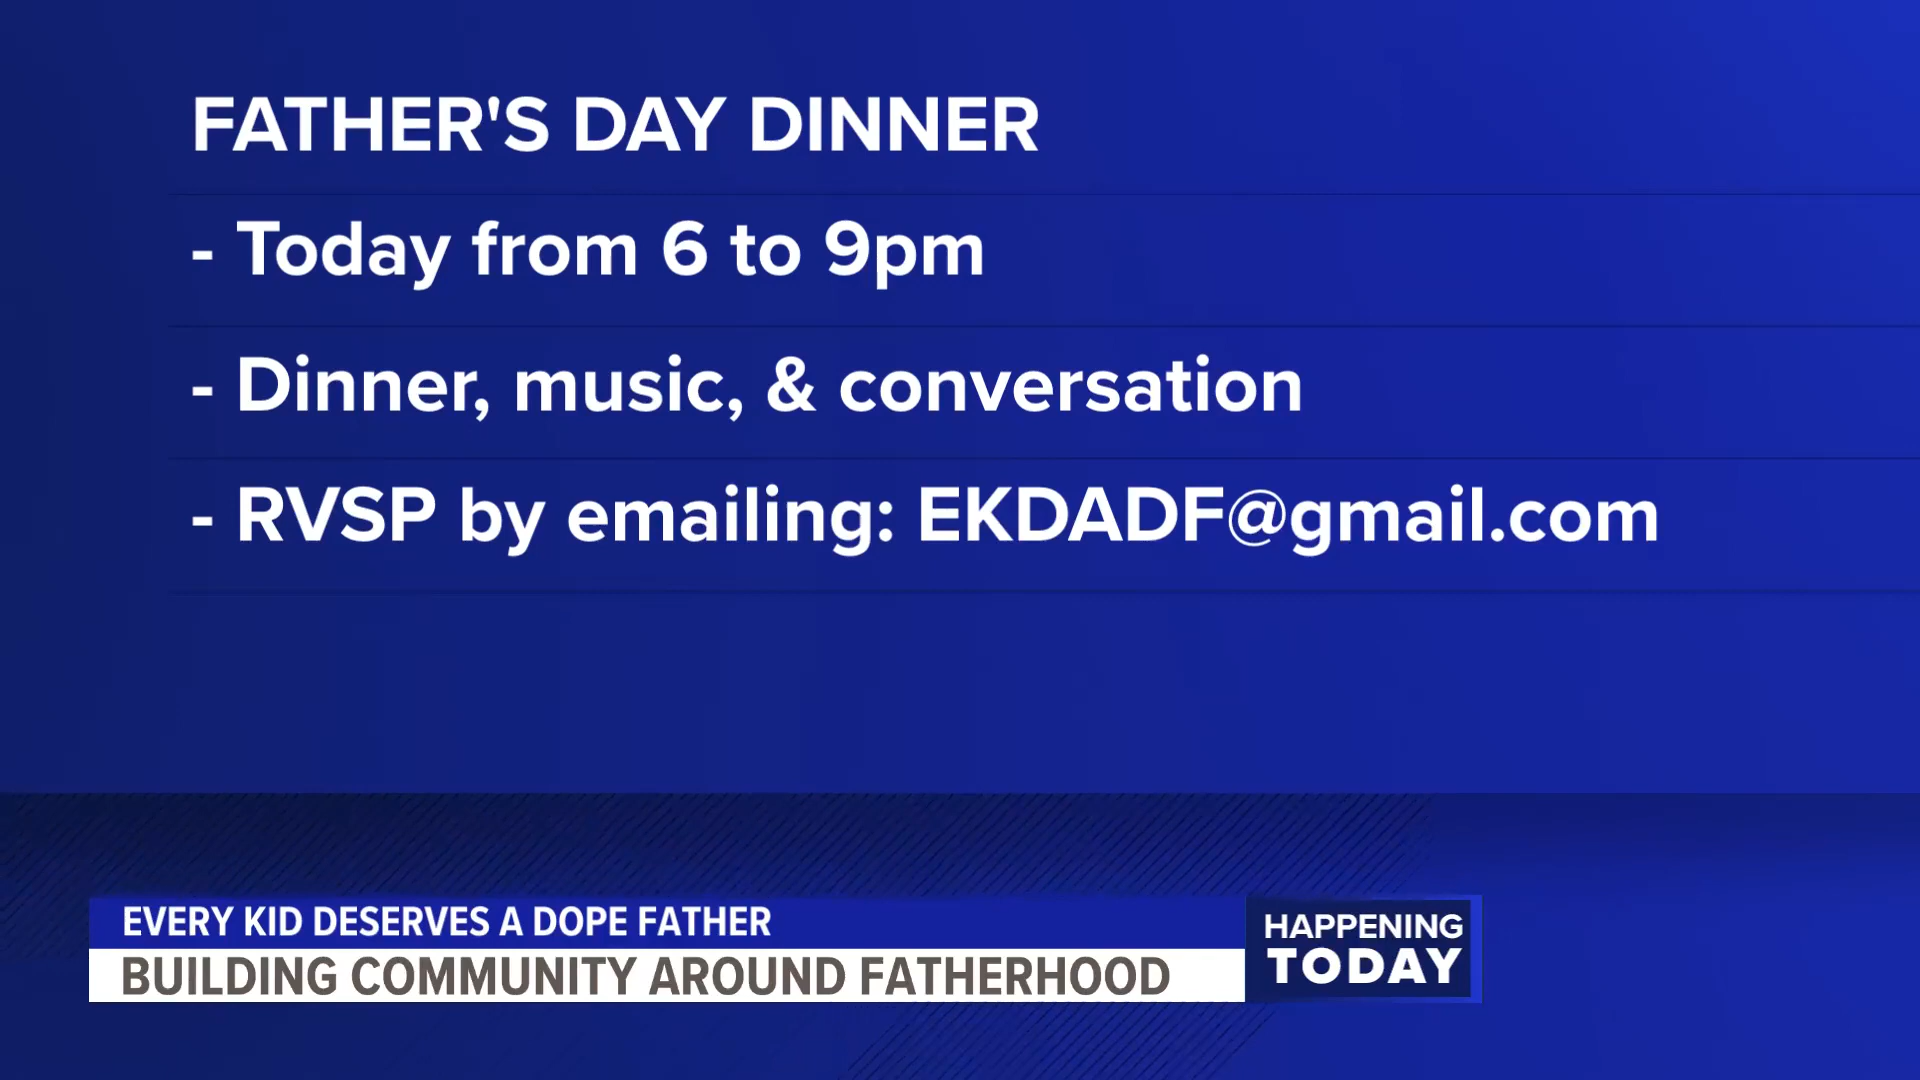 FATHER'S DAY DINNER
- Today from 6 to 9pm
- Dinner, music, & conversation
- RVSP by emailing: EKDADF@gmail.com
EVERY KID DESERVES A DOPE FATHER
BUILDING COMMUNITY AROUND FATHERHOOD
HAPPENING
TODAY